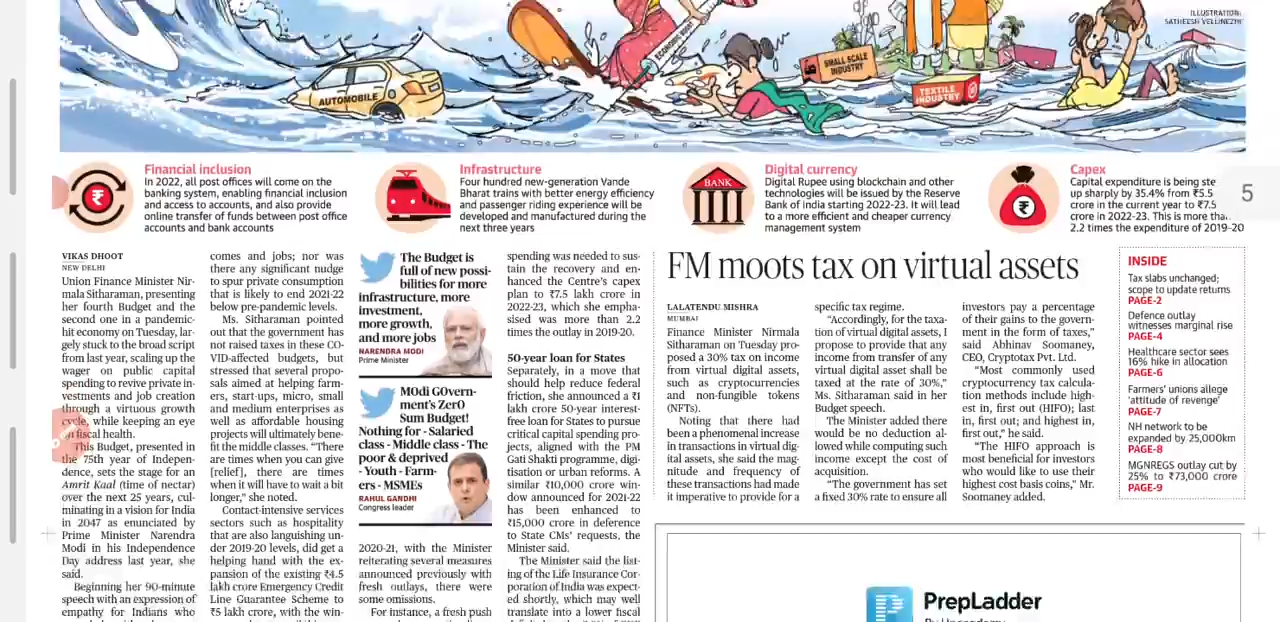 ILLUSTRATION:
SATHEESH VELLINEZHI
ECONOMIC SURVEY
AUTOMOBILE
SMALL SCALE
INDUSTRY
TEXTILE
INDUSTRY
Financial inclusion
In 2022, all post offices will come on the
banking system, enabling financial inclusion
and access to accounts, and also provide
online transfer of funds between post office
accounts and bank accounts
Infrastructure
Four hundred new-generation Vande
Bharat trains with better energy efficiency
and passenger riding experience will be
developed and manufactured during the
next three years
BANK
Digital currency
Digital Rupee using blockchain and other
technologies will be issued by the Reserve
Bank of india starting 2022-23. It will lead
to a more efficient and cheaper currency
management system
Capex
Capital expenditure is being ste
up sharply by 35.4% from ₹5.5
crore in the current year to ₹7.5
crore in 2022-23. This is more tha
2.2 times the expenditure of 2019-20
5
VIKAS DHOOT
NEW DELHI
Union Finance Minister Nir-
mala Sitharaman, presenting
her fourth Budget and the
second one in a pandemic-
hit economy on Tuesday, lar-
gely stuck to the broad script
from last year, scaling up the
wager on public capital
spending to revive private in-
vestments and job creation
through a virtuous growth
cycle, while keeping an eye
on fiscal health.
This Budget, presented in
the 75th year of Indepen-
dence, sets the stage for an
Amrit Kaal (time of nectar)
over the next 25 years, cul-
minating in a vision for India
in 2047 as enunciated by
Prime Minister Narendra
Modi in his Independence
Day address last year, she
said.
Beginning her 90-minute
speech with an expression of
empathy for Indians who
comes and jobs; nor was
there any significant nudge
to spur private consumption
that is likely to end 2021-22
below pre-pandemic levels.
Ms. Sitharaman pointed
out that the government has
not raised taxes in these CO-
VID-affected budgets, but
stressed that several propo-
sals aimed at helping farm-
ers, start-ups, micro, small
and medium enterprises as
well as affordable housing
projects will ultimately bene-
fit the middle classes. “There
are times when you can give
[relief], there are times
when it will have to wait a bit
longer,” she noted.
Contact-intensive services
sectors such as hospitality
that are also languishing un-
der 2019-20 levels, did get a
helping hand with the ex-
pansion of the existing ₹4.5
lakh crore Emergency Credit
Line Guarantee Scheme to
₹5 lakh crore, with the win-
The Budget is
full of new possi-
bilities for more
infrastructure, more
investment,
more growth,
and more jobs
NARENDRA MODI
Prime Minister
M0di G0vern-
ment's Zer0
Sum Budget!
Nothing for - Salaried
class - Middle class - The
poor & deprived
- Youth - Farm-
ers - MSMEs
RAHUL GANDHI
Congress leader
2020-21, with the Minister
reiterating several measures
announced previously with
fresh outlays, there were
some omissions.
For instance, a fresh push
spending was needed to sus-
tain the recovery and en-
hanced the Centre's capex
plan to ₹7.5 lakh crore in
2022-23, which she empha-
sised was more than 2.2
times the outlay in 2019-20.
50-year loan for States
Separately, in a move that
should help reduce federal
friction, she announced a ₹1
lakh crore 50-year interest-
free loan for States to pursue
critical capital spending pro-
jects, aligned with the PM
Gati Shakti programme, digi-
tisation or urban reforms. A
similar ₹10,000 crore win-
dow announced for 2021-22
has been enhanced to
₹15,000 crore in deference
to State CMs' requests, the
Minister said.
The Minister said the list-
ing of the Life Insurance Cor-
poration of India was expect-
ed shortly, which may well
translate into a lower fiscal
FM moots tax on virtual assets
LALATENDU MISHRA
MUMBAI
Finance Minister Nirmala
Sitharaman on Tuesday pro-
posed a 30% tax on income
from virtual digital assets,
such as cryptocurrencies
and non-fungible tokens
(NFTs).
Noting that there had
been a phenomenal increase
in transactions in virtual dig-
ital assets, she said the mag-
nitude and frequency of
these transactions had made
it imperative to provide for a
specific tax regime.
“Accordingly, for the taxa-
tion of virtual digital assets, I
propose to provide that any
income from transfer of any
virtual digital asset shall be
taxed at the rate of 30%,”
Ms. Sitharaman said in her
Budget speech.
The Minister added there
would be no deduction al-
lowed while computing such
income except the cost of
acquisition.
“The government has set
a fixed 30% rate to ensure all
investors pay a percentage
of their gains to the govern-
ment in the form of taxes,”
said Abhinav Soomaney,
CEO, Cryptotax Pvt. Ltd.
“Most commonly used
cryptocurrency tax calcula-
tion methods include high-
est in, first out (HIFO); last
in, first out; and highest in,
first out,” he said.
“The HIFO approach is
most beneficial for investors
who would like to use their
highest cost basis coins,” Mr.
Soomaney added.
INSIDE
Tax slabs unchanged;
scope to update returns
PAGE-2
Defence outlay
witnesses marginal rise
PAGE-4
Healthcare sector sees
16% hike in allocation
PAGE-6
Farmers' unions allege
‘attitude of revenge’
PAGE-7
NH network to be
expanded by 25,000km
PAGE-8
MGNREGS outlay cut by
25% to ₹73,000 crore
PAGE-9
PrepLadder